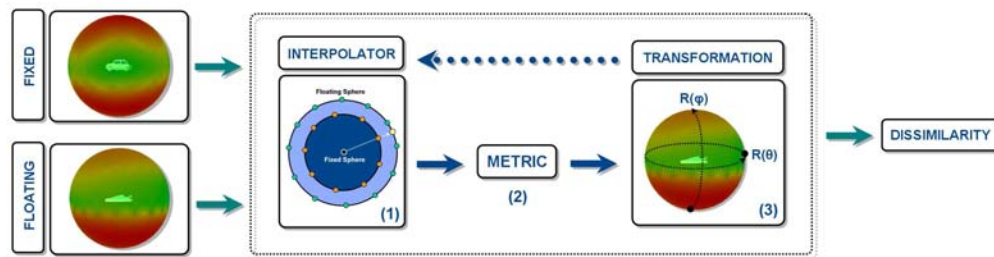 FIXED
FLOATING
INTERPOLATOR
Floating Sphere
Fixed Sphere
(1)
METRIC
(2)
TRANSFORMATION
R(φ)
R(θ)
(3)
DISSIMILARITY